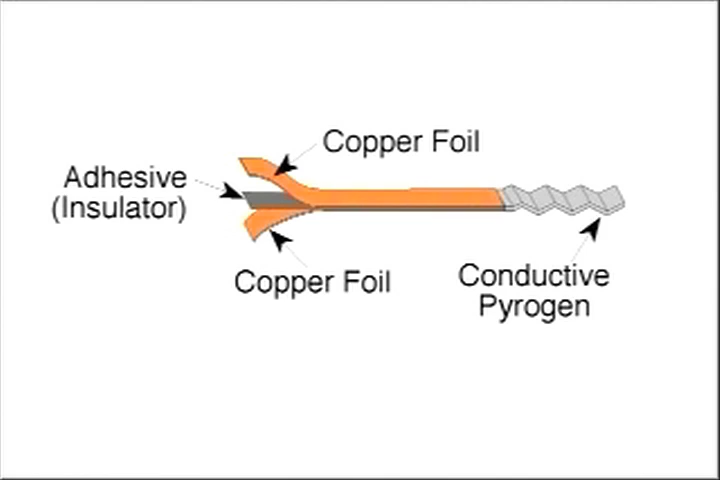 Copper Foil
Adhesive
(Insulator)
Copper Foil
Conductive
Pyrogen